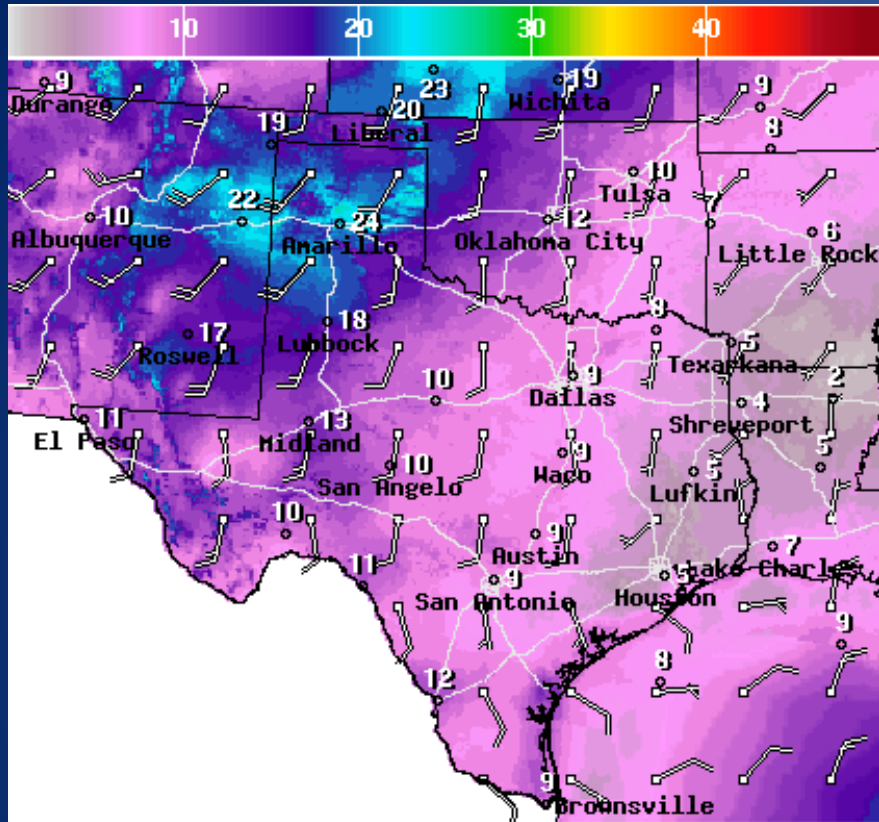 10 20 30 40
9 23 19 9
Durango Wichita
20
Liberal
19 8
10
Tulsa
10 22 24 12 7 6
Albuquerque Amarillo Oklahoma City Little Rock
17 18 8
Roswell Lubbock 5
Texarkana
10 9 2
Dallas
11 13 4
El Paso Midland Shreveport
10 9 5 5
San Angelo Waco Lufkin
10 9 7
Austin
11 9 5 Lake Charles
San Antonio Houston
9
12 8
9
Brownsville